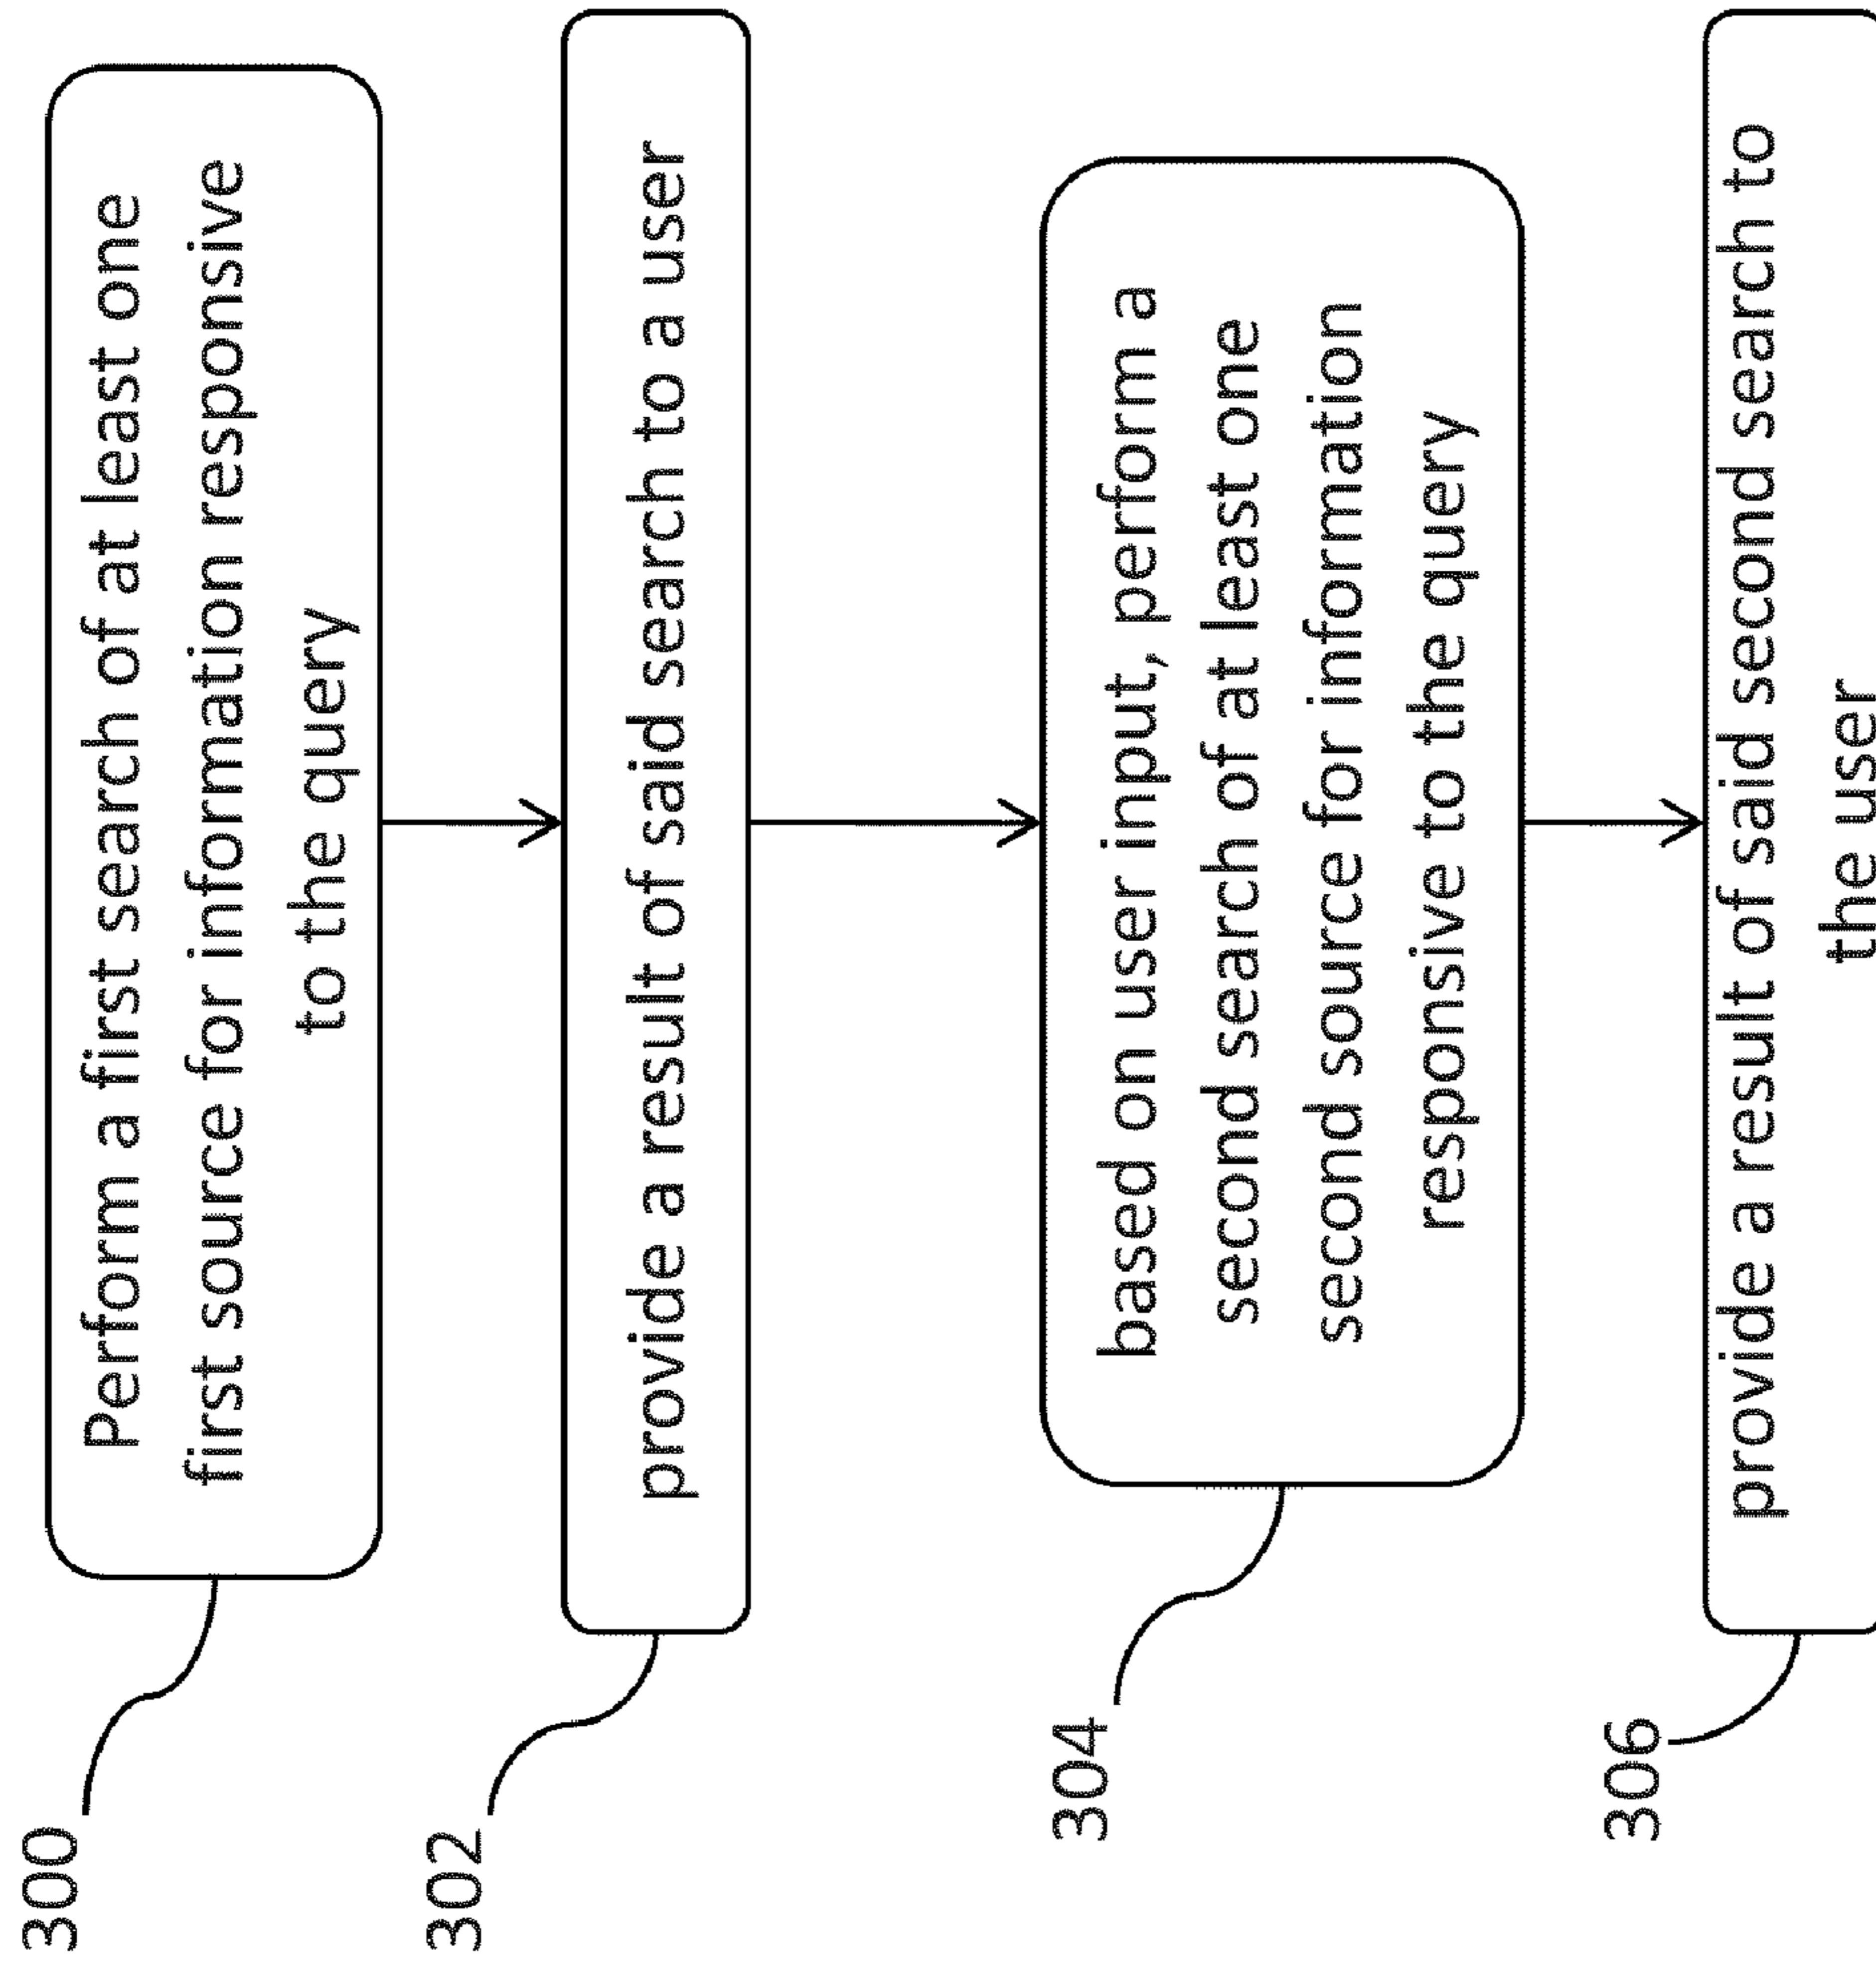 300
Perform a first search of at least one
first source for information responsive
to the query
302
provide a result of said search to a user
304
based on user input, perform a
second search of at least one
second source for information
responsive to the query
306
provide a result of said second search to
the user